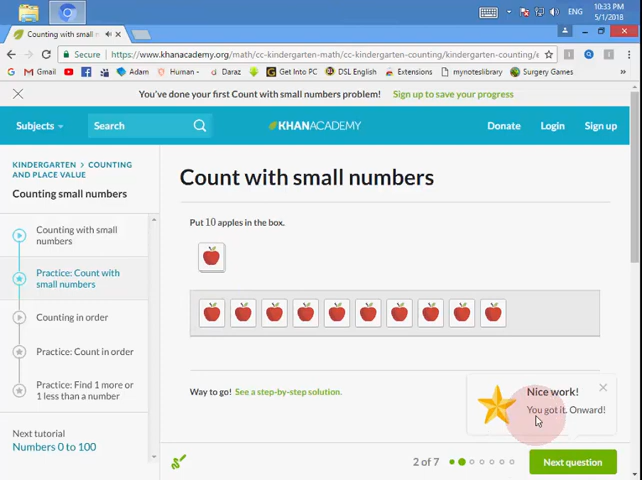 ENG
10:33 PM
5/1/2018
Counting with small n
Secure
https://www.khanacademy.org/math/cc-kindergarten-math/kindergarten-counting/kindergarten-counting/e
Gmail
Adam
Human -
Daraz
Get Into PC
DSL English
Extensions
mynoteslibrary
Surgery Games
You've done your first Count with small numbers problem! Sign up to save your progress
Subjects
Search
KHANACADEMY
Donate
Login
Sign up
KINDERGARTEN > COUNTING
AND PLACE VALUE
Counting small numbers
Counting with small
numbers
Practice: Count with
small numbers
Counting in order
Practice: Count in order
Practice: Find 1 more or
1 less than a number
Next tutorial
Numbers 0 to 100
Count with small numbers
Put 10 apples in the box.
Way to go! See a step-by-step solution.
Nice work!
You got it. Onward!
2 of 7
Next question